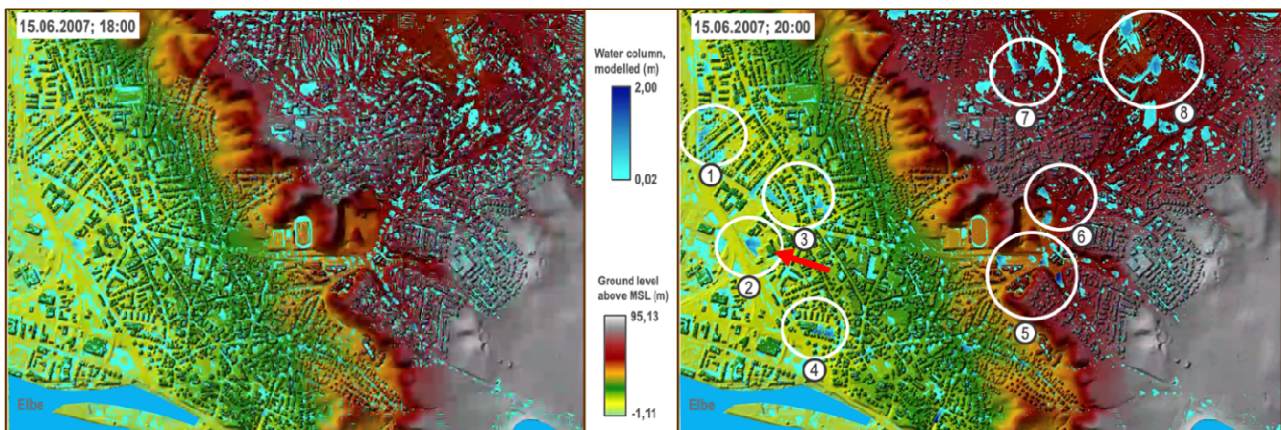 15.06.2007; 18:00
Elbe
Water column,
modelled (m)
2,00
0,02
Ground level
above MSL (m)
95,13
-1,11
15.06.2007; 20:00
1
2
3
4
5
6
7
8
Elbe